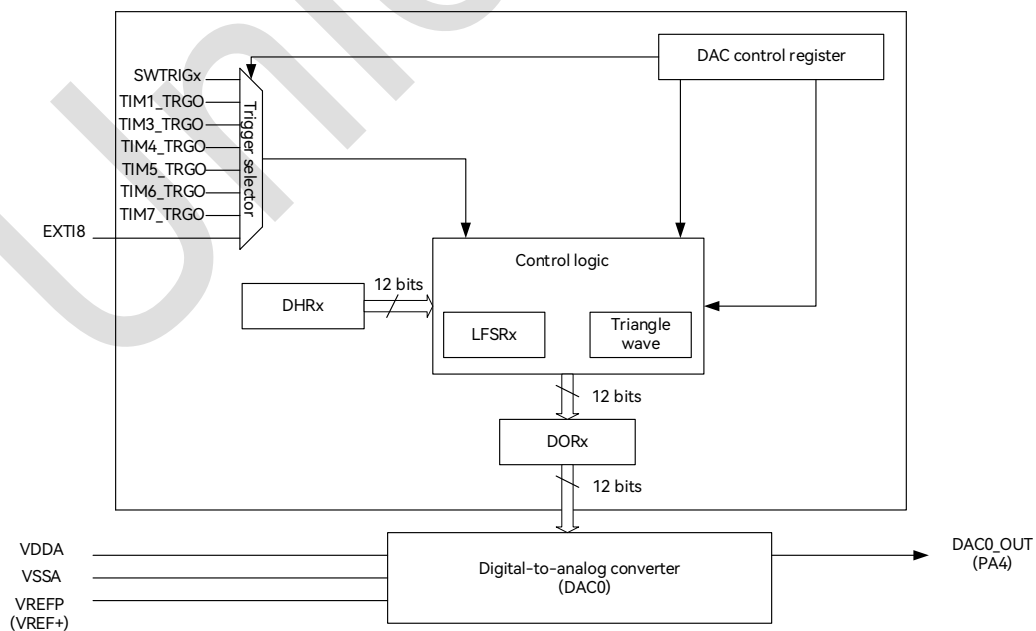 DAC control register
SWTRIGx
TIM1_TRGO
TIM3_TRGO
TIM4_TRGO
TIM5_TRGO
TIM6_TRGO
TIM7_TRGO
EXTI8
Trigger selector
Control logic
12 bits
DHRx
LFSRx
Triangle
wave
12 bits
DORx
12 bits
VDDA
VSSA
VREFP
(VREF+)
Digital-to-analog converter
(DAC0)
DAC0_OUT
(PA4)